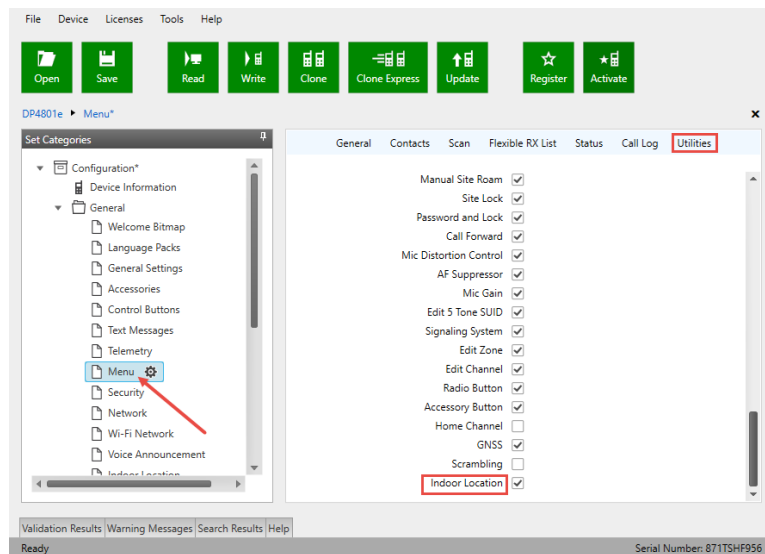 File Device Licenses Tools Help
Open Save Read Write Clone Clone Express Update Register Activate
DP4801e Menu*
Set Categories
Configuration*
Device Information
General
Welcome Bitmap
Language Packs
General Settings
Accessories
Control Buttons
Text Messages
Telemetry
Menu
Security
Network
Wi-Fi Network
Voice Announcement
Indoor Location
General Contacts Scan Flexible RX List Status Call Log Utilities
Manual Site Roam
Site Lock
Password and Lock
Call Forward
Mic Distortion Control
AF Suppressor
Mic Gain
Edit 5 Tone SUID
Signaling System
Edit Zone
Edit Channel
Radio Button
Accessory Button
Home Channel
GNSS
Scrambling
Indoor Location
Validation Results Warning Messages Search Results Help
Ready Serial Number: 871TSHF956